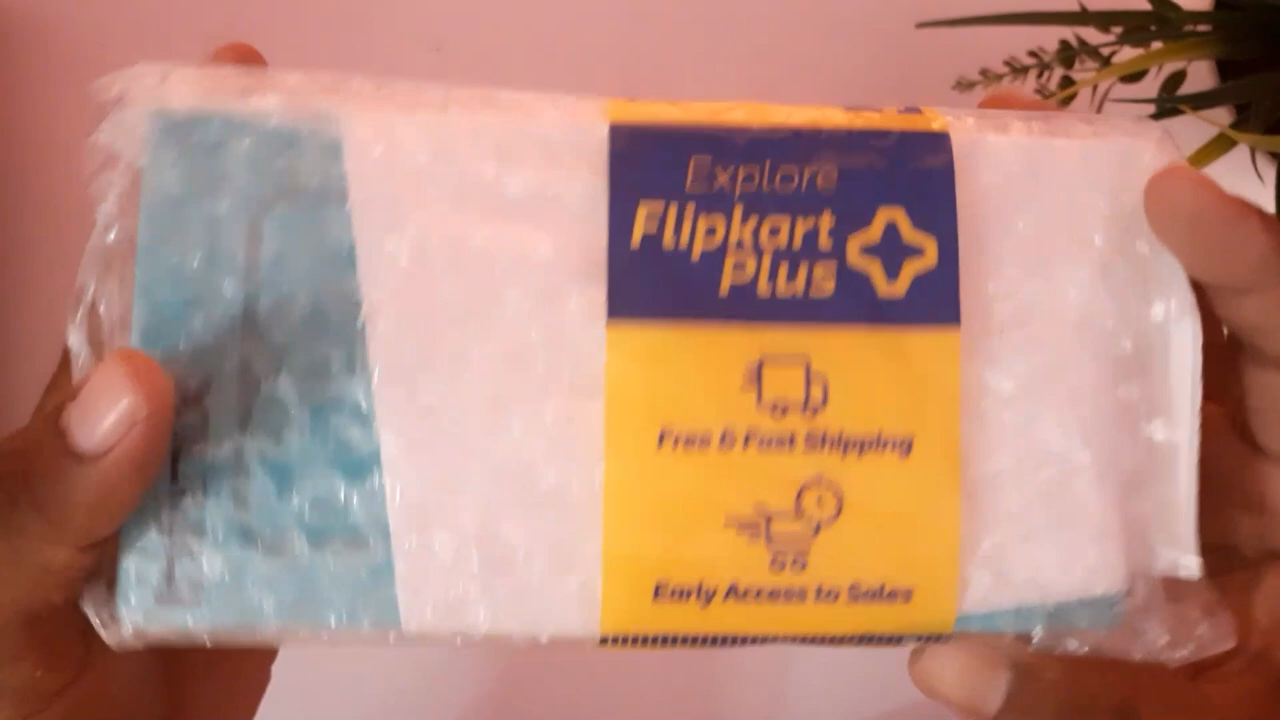 Explore
Flipkart
Plus
Free & Fast Shipping
Early Access to Sales